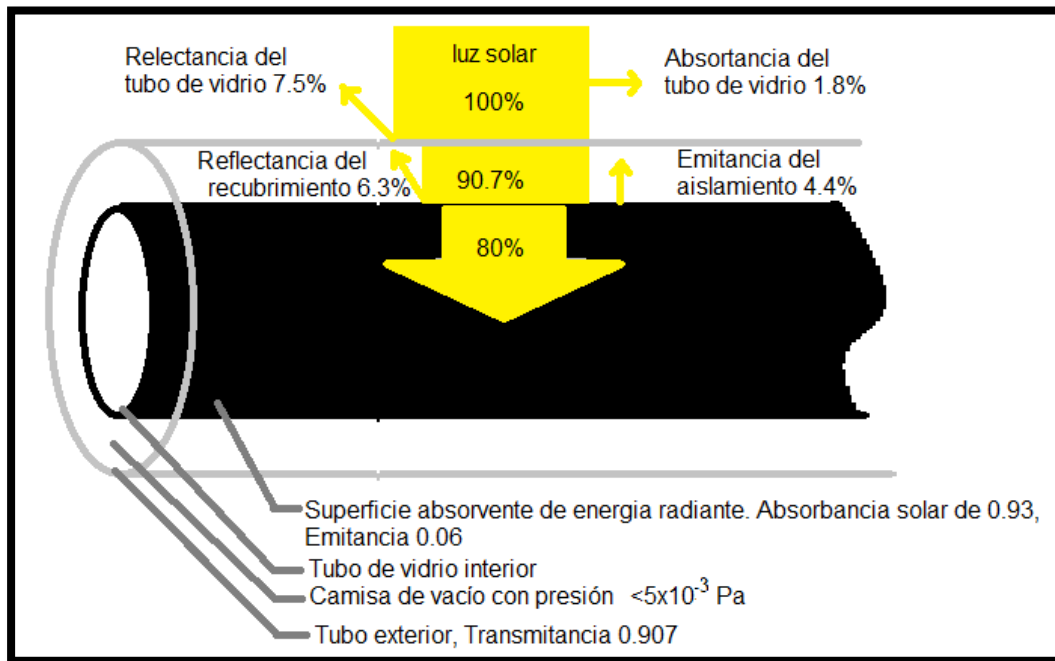 Relectancia del
tubo de vidrio 7.5%
luz solar
100%
Absortancia del
tubo de vidrio 1.8%
Reflectancia del
recubrimiento 6.3%
90.7%
Emitancia del
aislamiento 4.4%
80%
Superficie absorvente de energia radiante. Absorbancia solar de 0.93,
Emitancia 0.06
Tubo de vidrio interior
Camisa de vacío con presión <5x10⁻³ Pa
Tubo exterior, Transmitancia 0.907